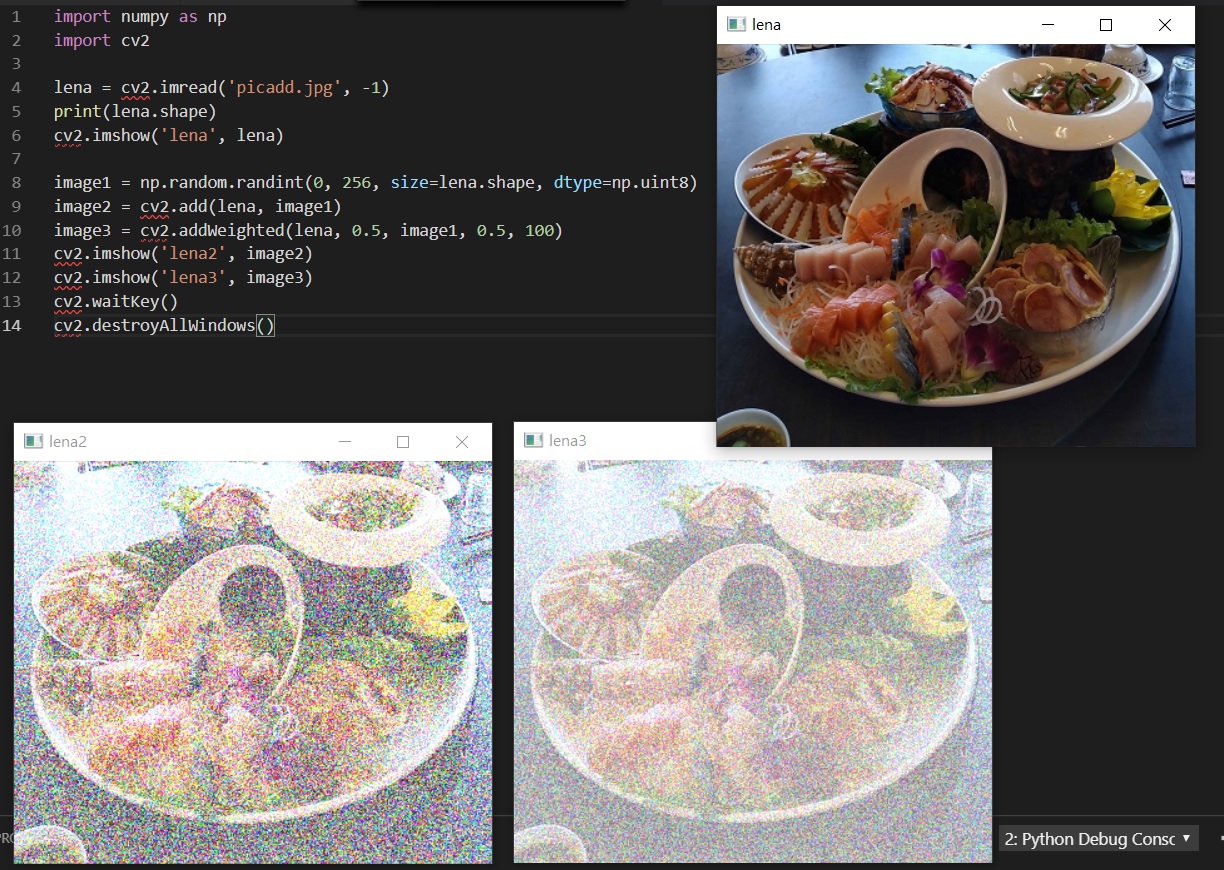 1 import numpy as np
2 import cv2
3
4 lena = cv2.imread('picadd.jpg', -1)
5 print(lena.shape)
6 cv2.imshow('lena', lena)
7
8 image1 = np.random.randint(0, 256, size=lena.shape, dtype=np.uint8)
9 image2 = cv2.add(lena, image1)
10 image3 = cv2.addWeighted(lena, 0.5, image1, 0.5, 100)
11 cv2.imshow('lena2', image2)
12 cv2.imshow('lena3', image3)
13 cv2.waitKey()
14 cv2.destroyAllWindows()
lena
lena2
lena3
2: Python Debug Consc